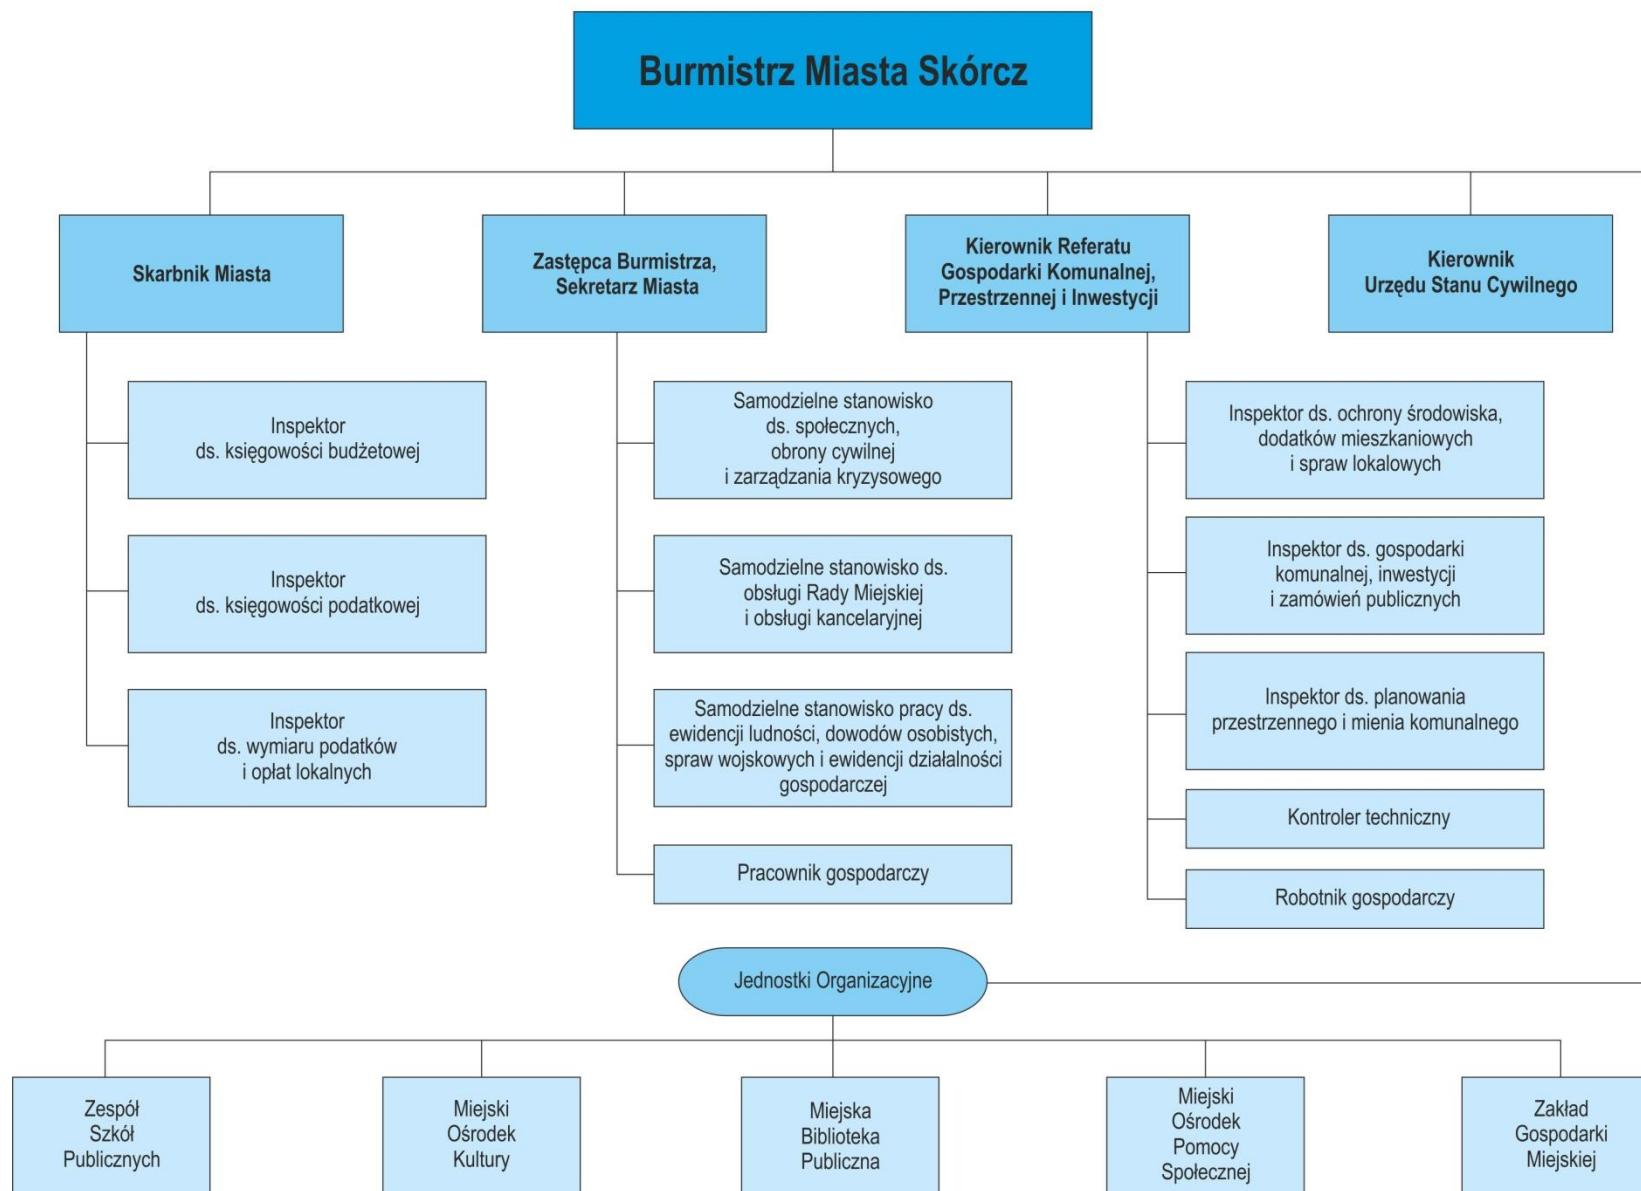 Burmistrz Miasta Skórcz
Skarbnik Miasta
Zastępca Burmistrza,
Sekretarz Miasta
Kierownik Referatu
Gospodarki Komunalnej,
Przestrzennej i Inwestycji
Kierownik
Urzędu Stanu Cywilnego
Inspektor
ds. księgowości budżetowej
Inspektor
ds. księgowości podatkowej
Inspektor
ds. wymiaru podatków
i opłat lokalnych
Samodzielne stanowisko
ds. społecznych,
obrony cywilnej
i zarządzania kryzysowego
Samodzielne stanowisko ds.
obsługi Rady Miejskiej
i obsługi kancelaryjnej
Samodzielne stanowisko pracy ds.
ewidencji ludności, dowodów osobistych,
spraw wojskowych i ewidencji działalności
gospodarczej
Pracownik gospodarczy
Inspektor ds. ochrony środowiska,
dodatków mieszkaniowych
i spraw lokalowych
Inspektor ds. gospodarki
komunalnej, inwestycji
i zamówień publicznych
Inspektor ds. planowania
przestrzennego i mienia komunalnego
Kontroler techniczny
Robotnik gospodarczy
Jednostki Organizacyjne
Zespół
Szkół
Publicznych
Miejski
Ośrodek
Kultury
Miejska
Biblioteka
Publiczna
Miejski
Ośrodek
Pomocy
Społecznej
Zakład
Gospodarki
Miejskiej